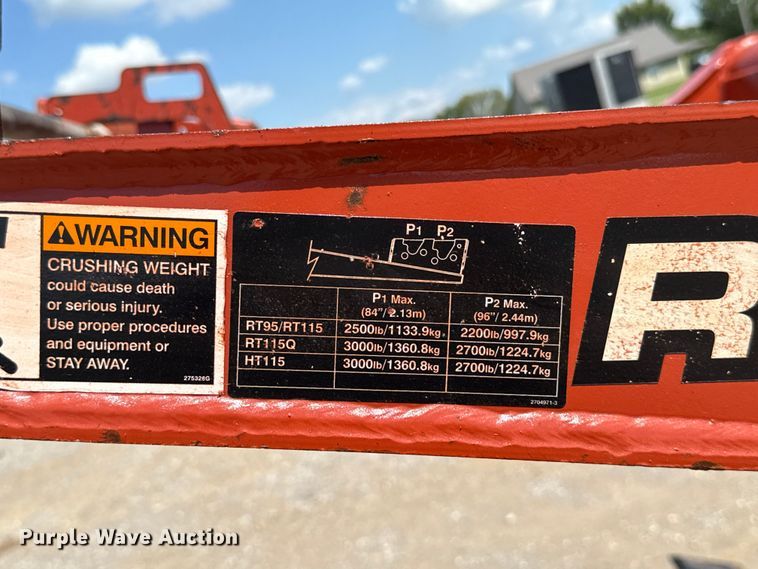 WARNING
CRUSHING WEIGHT
could cause death
or serious injury.
Use proper procedures
and equipment or
STAY AWAY.
275328G
P1 P2
P1 Max. P2 Max.
(84"/2.13m) (96"/2.44m)
RT95/RT115 2500lb/1133.9kg 2200lb/997.9kg
RT115Q 3000lb/1360.8kg 2700lb/1224.7kg
HT115 3000lb/1360.8kg 2700lb/1224.7kg
2704971-3
R
Purple Wave Auction